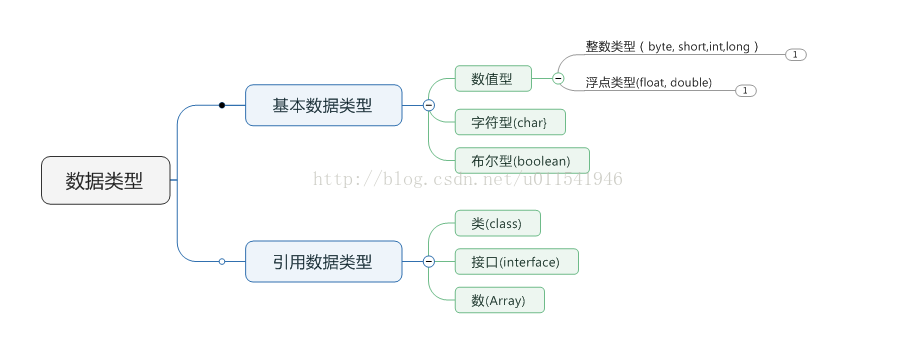 数据类型
基本数据类型
数值型
整数类型（byte, short,int,long）
1
浮点类型(float, double)
1
字符型(char}
布尔型(boolean)
http://blog.csdn.net/u011541946
引用数据类型
类(class)
接口(interface)
数(Array)